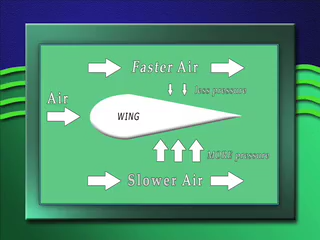 Faster Air
less pressure
Air
WING
MORE pressure
Slower Air